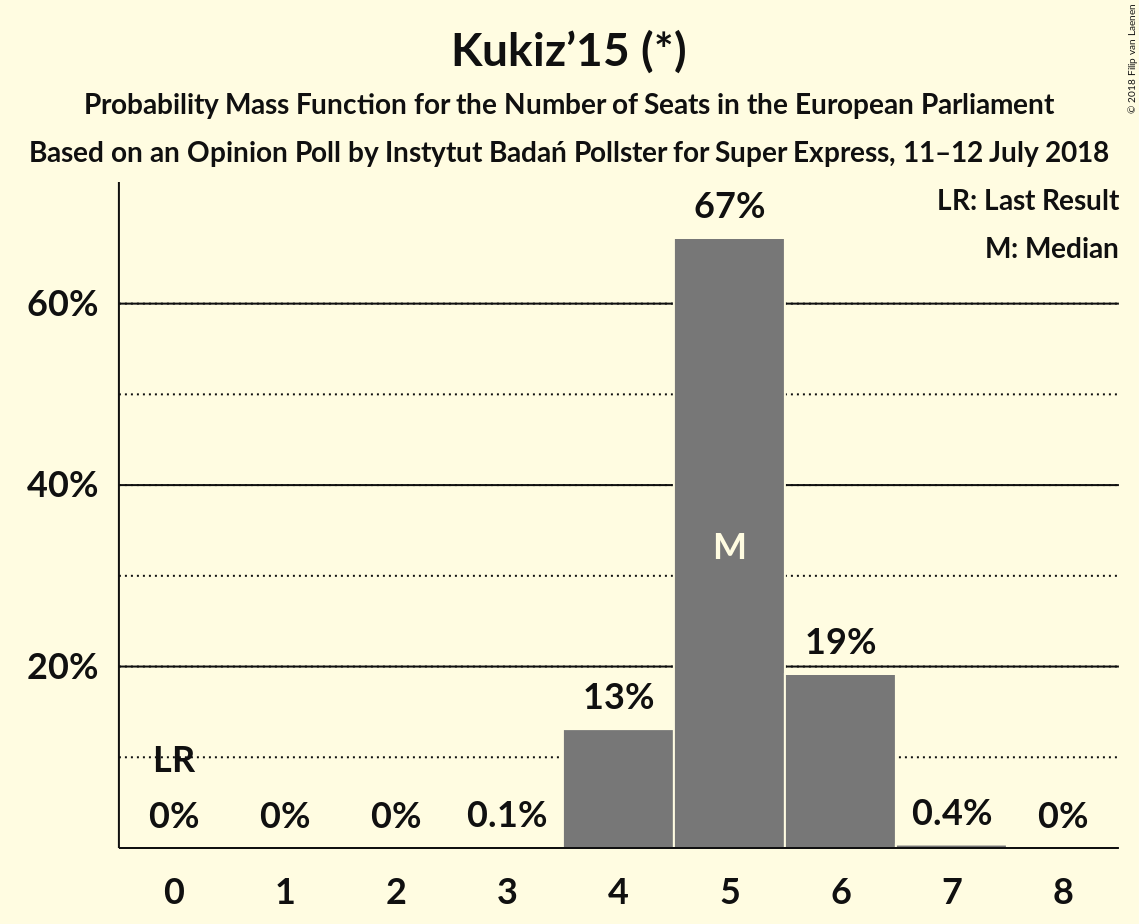 Kukiz’15 (*)
Probability Mass Function for the Number of Seats in the European Parliament
Based on an Opinion Poll by Instytut Badań Pollster for Super Express, 11–12 July 2018
© 2018 Filip van Laenen
LR: Last Result
M: Median
67%
60%
40%
M
19%
20%
13%
LR
0%
0%
0%
0.1%
0.4%
0%
0
1
2
3
4
5
6
7
8